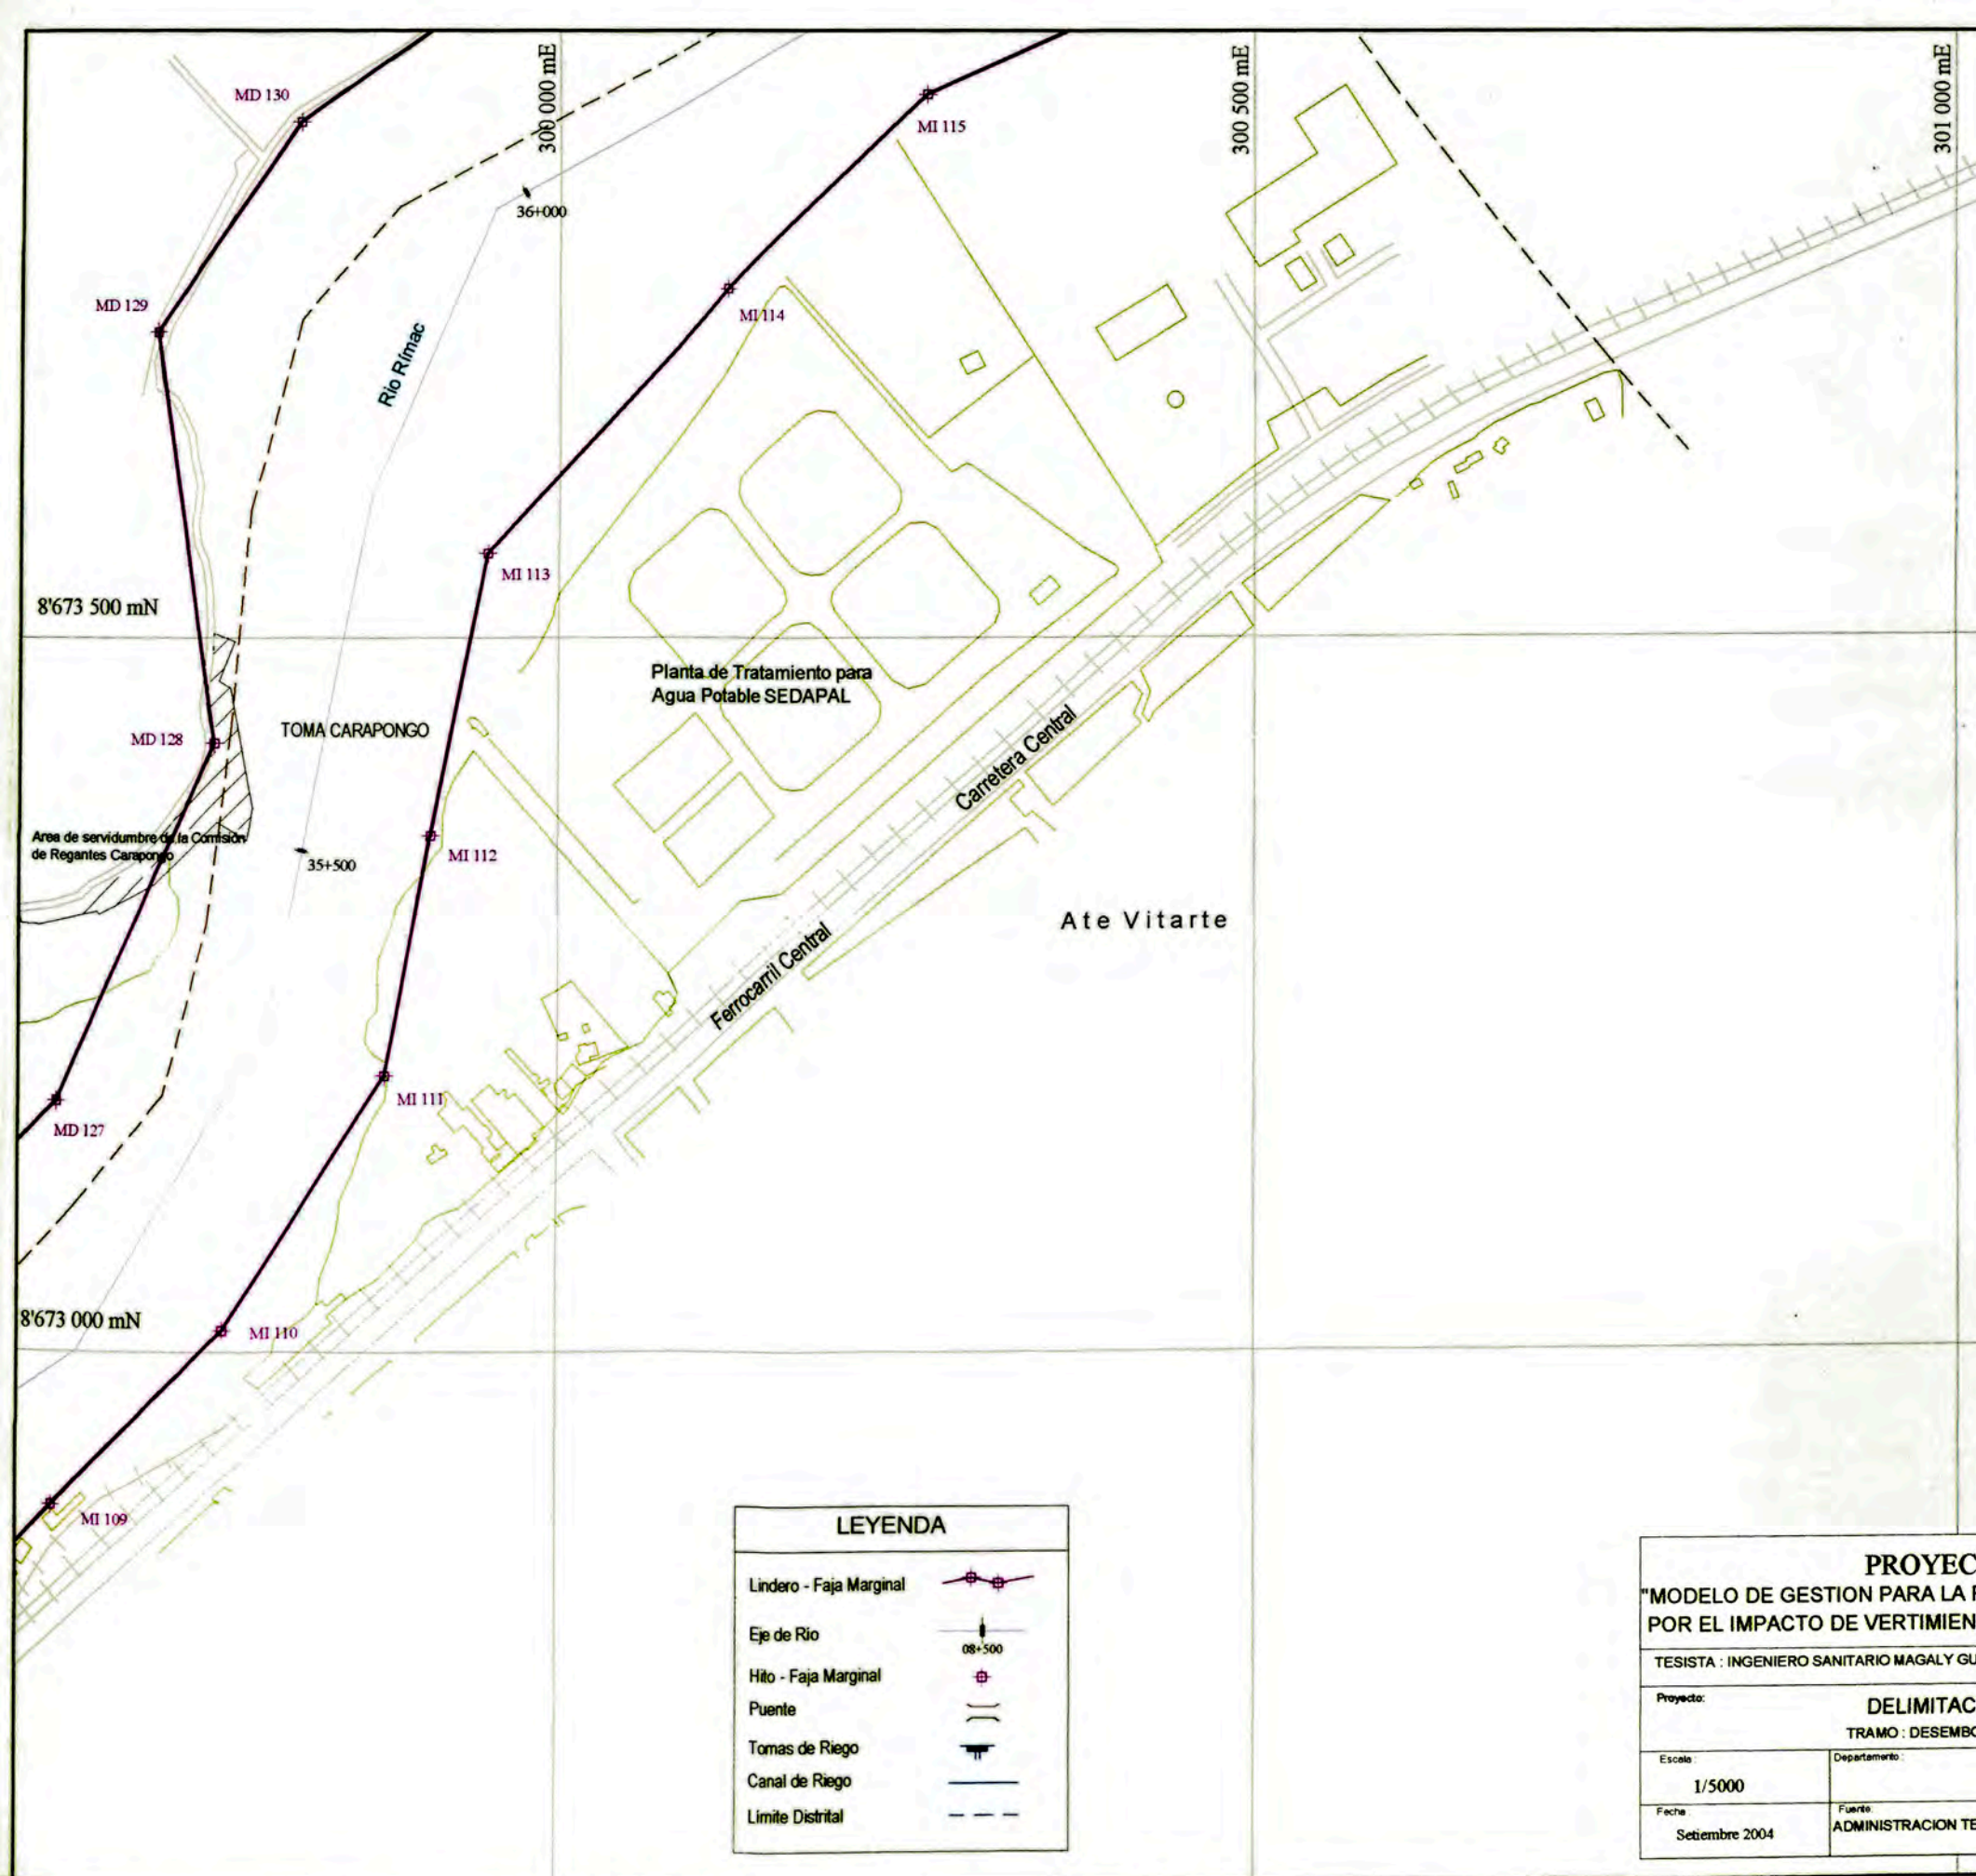 300 000 mE
300 500 mE
301 000 mE
MD 130
MI 115
36+000
MD 129
MI 114
Rio Rímac
MI 113
8'673 500 mN
Planta de Tratamiento para
Agua Potable SEDAPAL
TOMA CARAPONGO
MD 128
Carretera Central
Area de servidumbre de la Comisión
de Regantes Carapongo
35+500
MI 112
Ate Vitarte
Ferrocarril Central
MI 111
MD 127
8'673 000 mN
MI 110
MI 109
LEYENDA
Lindero - Faja Marginal
Eje de Rio
08+500
Hito - Faja Marginal
Puente
Tomas de Riego
Canal de Riego
Límite Distrital
PROYEC
"MODELO DE GESTION PARA LA
POR EL IMPACTO DE VERTIMIEN
TESISTA : INGENIERO SANITARIO MAGALY GU
Proyecto:
DELIMITAC
TRAMO : DESEMBO
Escala :
1/5000
Departamento :
Fecha
Setiembre 2004
Fuente:
ADMINISTRACION TE